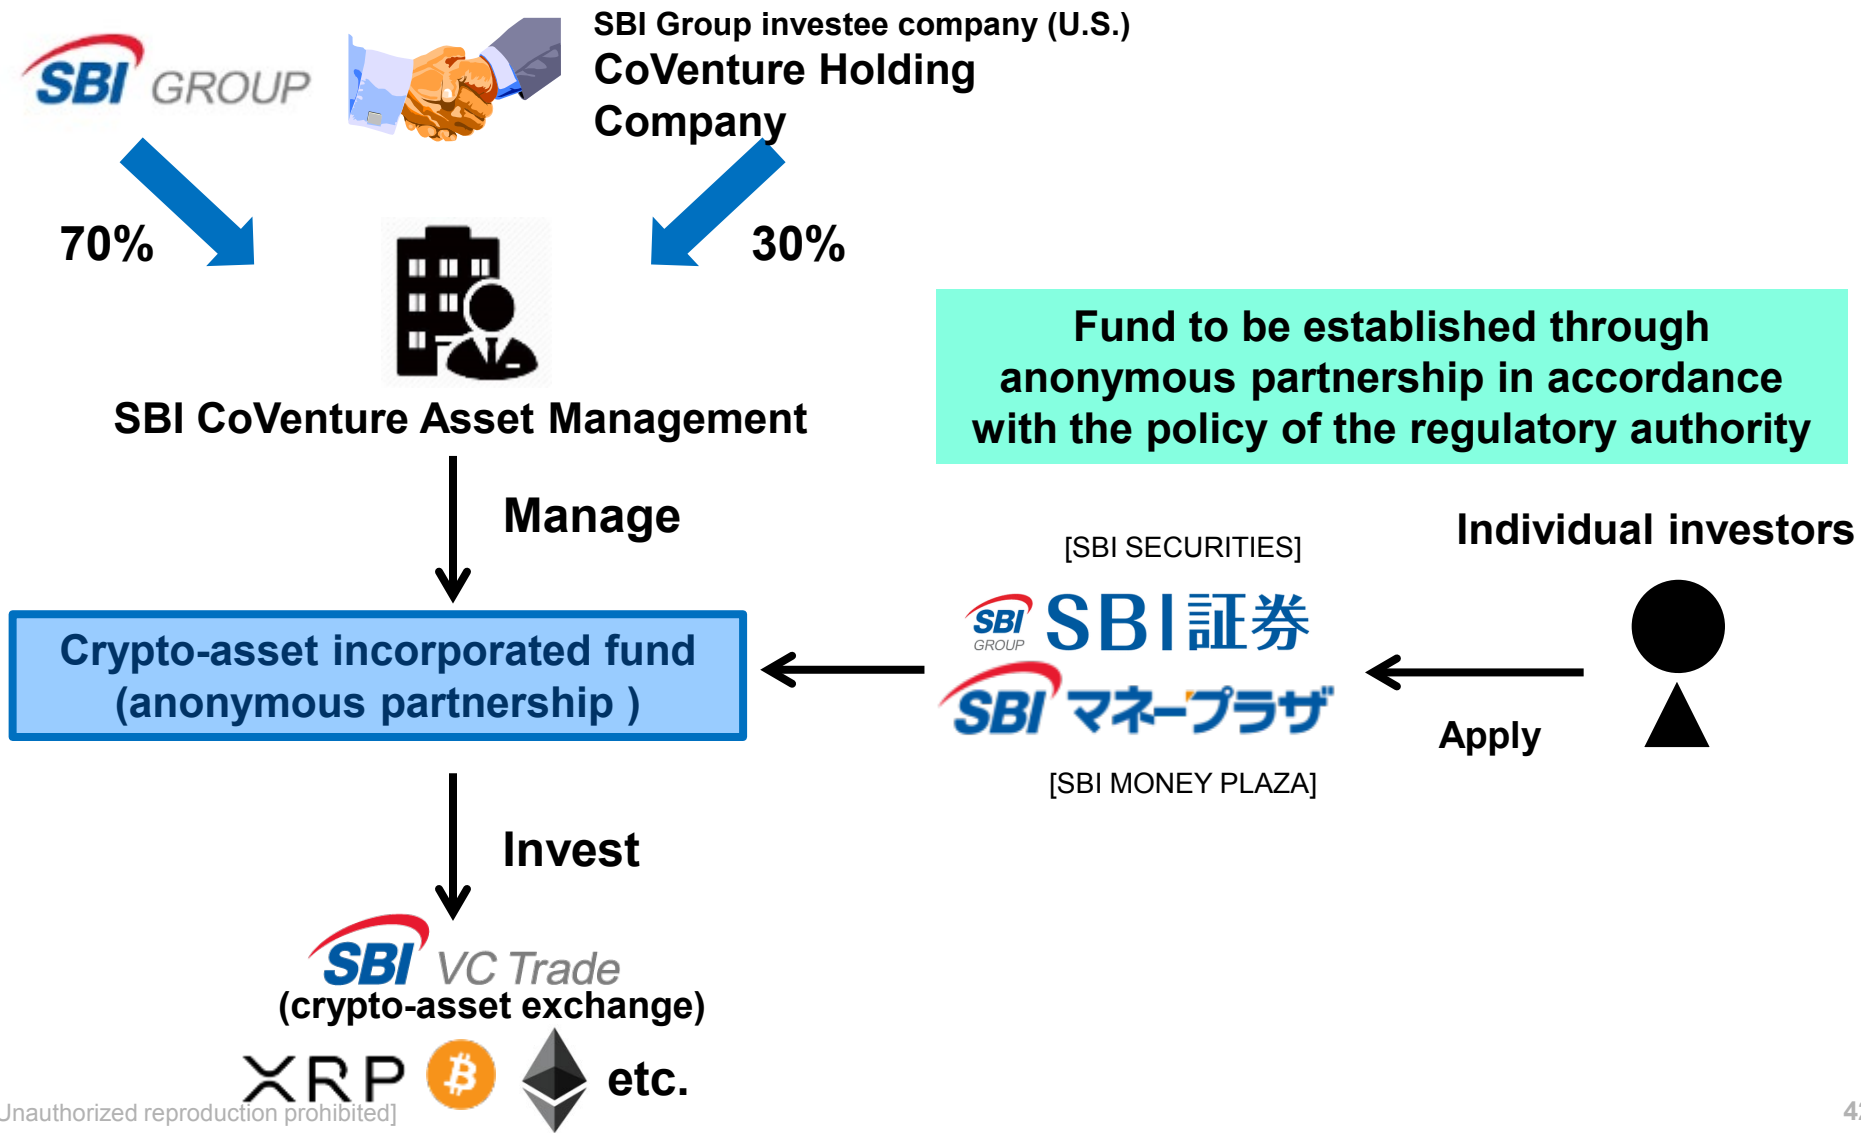 SBI GROUP
SBI Group investee company (U.S.)
CoVenture Holding
Company
70%
30%
SBI CoVenture Asset Management
Fund to be established through
anonymous partnership in accordance
with the policy of the regulatory authority
Manage
Individual investors
[SBI SECURITIES]
SBI GROUP SBI証券
SBI マネープラザ
[SBI MONEY PLAZA]
Apply
Crypto-asset incorporated fund
(anonymous partnership )
Invest
SBI VC Trade
(crypto-asset exchange)
XRP etc.
Unauthorized reproduction prohibited]